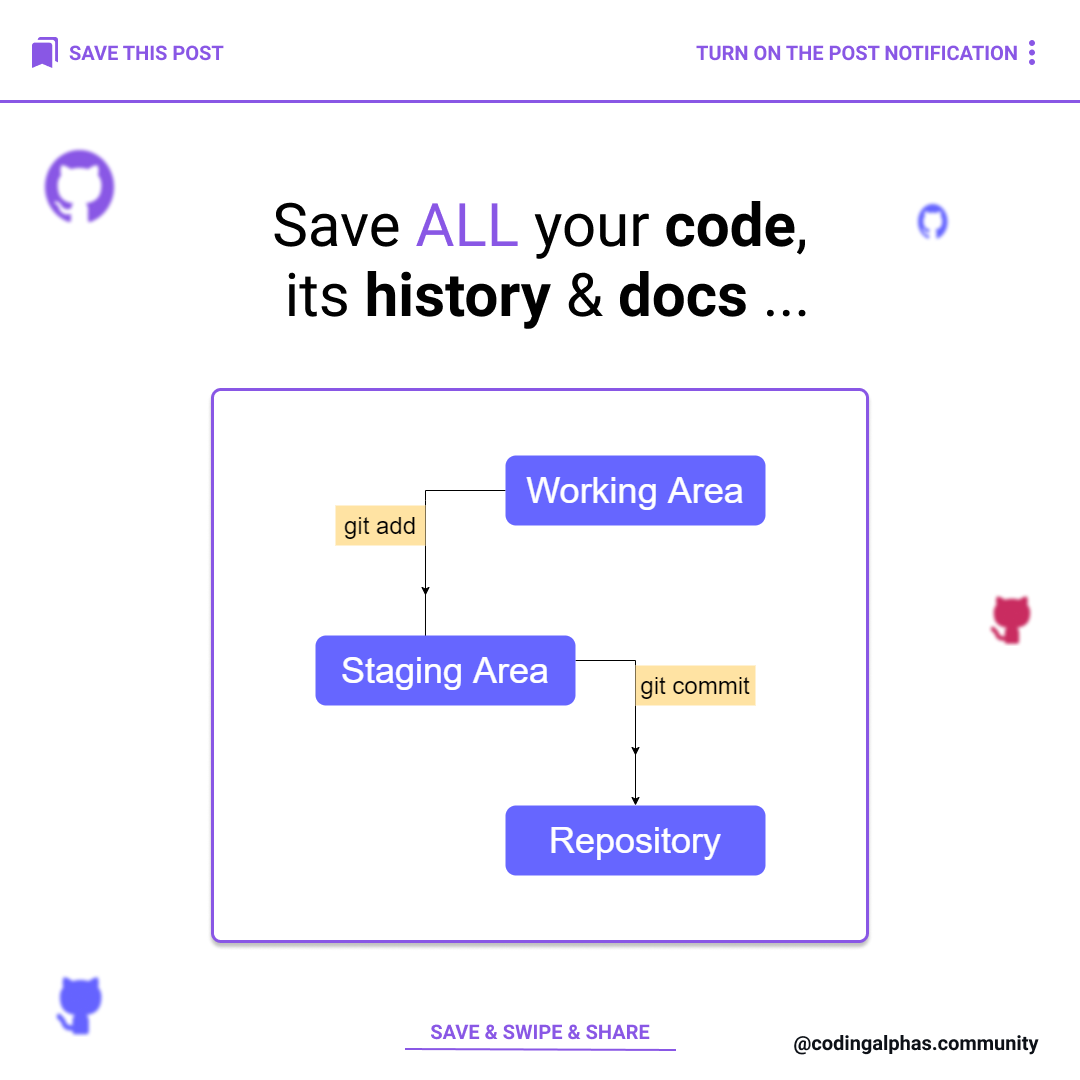 SAVE THIS POST
TURN ON THE POST NOTIFICATION
Save ALL your code,
its history & docs ...
Working Area
git add
Staging Area
git commit
Repository
SAVE & SWIPE & SHARE
@codingalphas.community